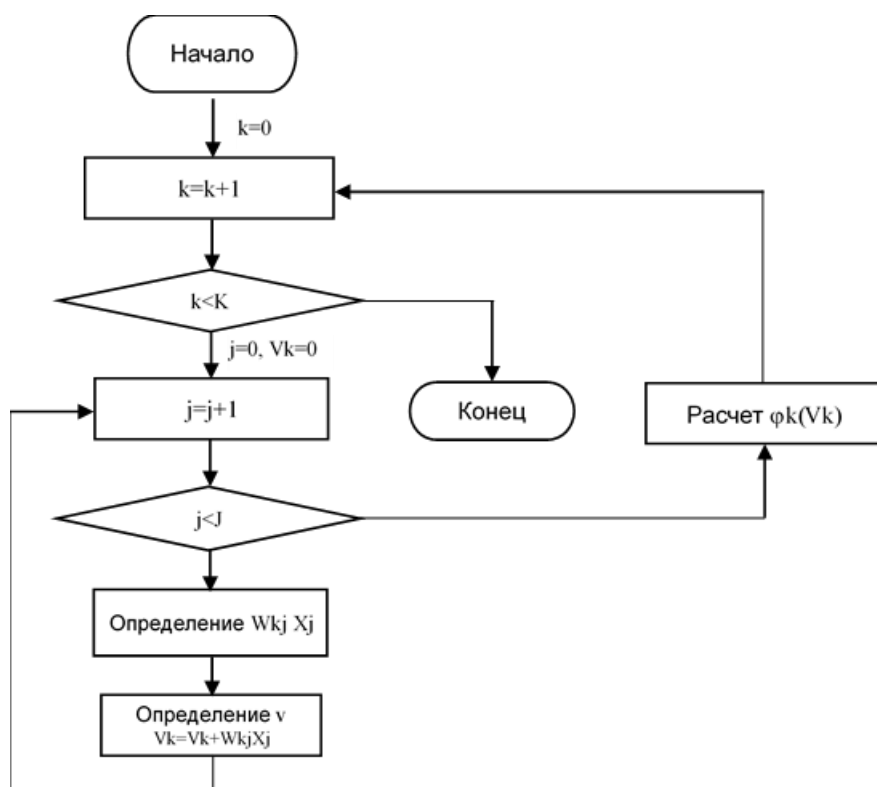 Начало
k=0
k=k+1
k<K
j=0, Vk=0
j=j+1
Конец
Расчет φk(Vk)
j<J
Определение Wkj Xj
Определение v
Vk=Vk+WkjXj